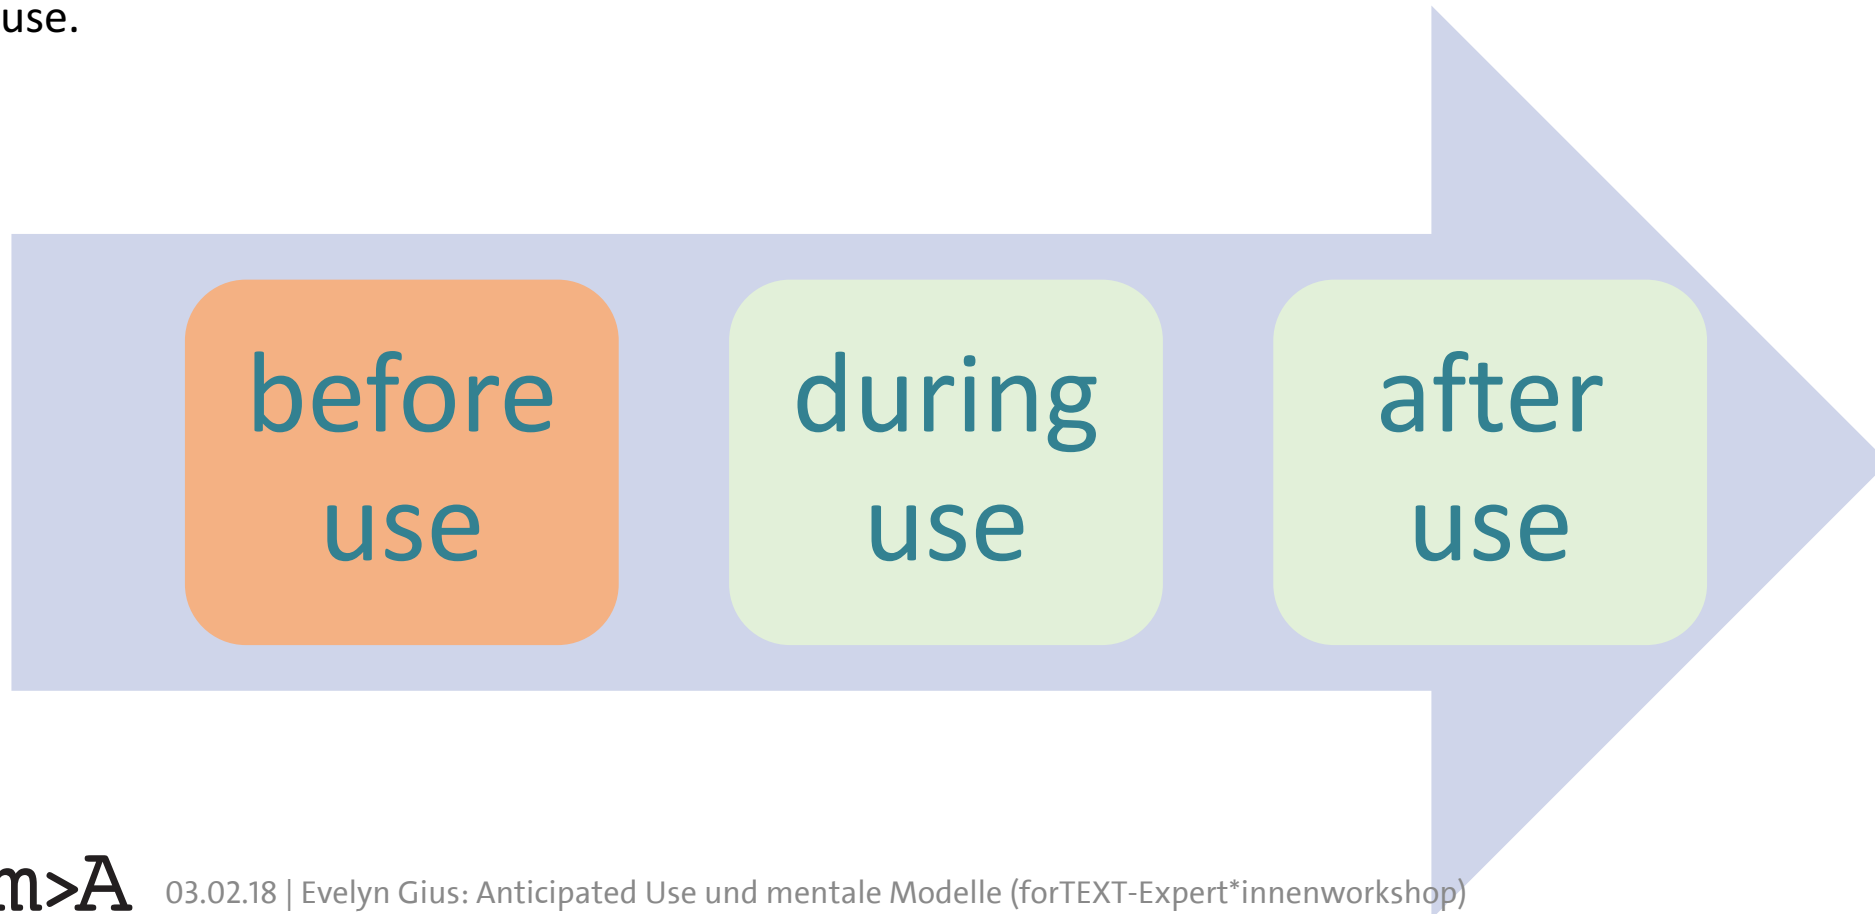 use.
before
use
during
use
after
use
m>A 03.02.18 | Evelyn Gius: Anticipated Use und mentale Modelle (forTEXT-Expert*innenworkshop)